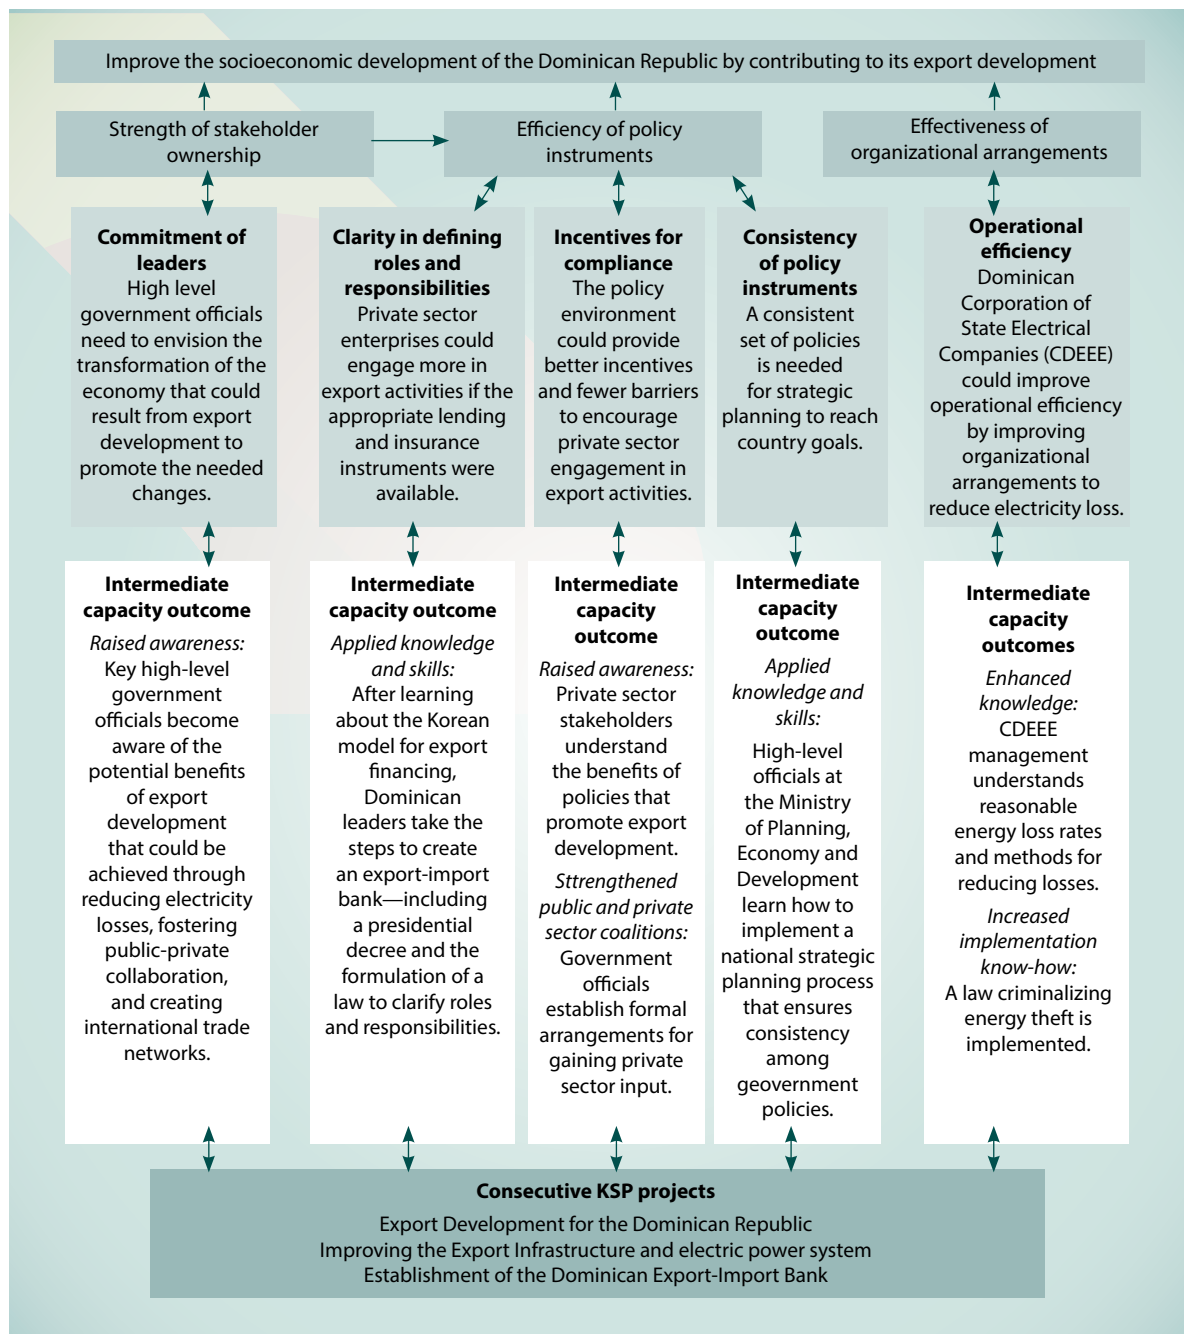 Improve the socioeconomic development of the Dominican Republic by contributing to its export development
Strength of stakeholder
ownership
Efficiency of policy
instruments
Effectiveness of
organizational arrangements
Commitment of
leaders
High level
government officials
need to envision the
transformation of the
economy that could
result from export
development to
promote the needed
changes.
Clarity in defining
roles and
responsibilities
Private sector
enterprises could
engage more in
export activities if the
appropriate lending
and insurance
instruments were
available.
Incentives for
compliance
The policy
environment
could provide
better incentives
and fewer barriers
to encourage
private sector
engagement in
export activities.
Consistency
of policy
instruments
A consistent
set of policies
is needed
for strategic
planning to reach
country goals.
Operational
efficiency
Dominican
Corporation of
State Electrical
Companies (CDEEE)
could improve
operational efficiency
by improving
organizational
arrangements to
reduce electricity loss.
Intermediate
capacity outcome
Raised awareness:
Key high-level
government
officials become
aware of the
potential benefits
of export
development
that could be
achieved through
reducing electricity
losses, fostering
public-private
collaboration,
and creating
international trade
networks.
Intermediate
capacity outcome
Applied knowledge
and skills:
After learning
about the Korean
model for export
financing,
Dominican
leaders take the
steps to create
an export-import
bank—including
a presidential
decree and the
formulation of a
law to clarify roles
and responsibilities.
Intermediate
capacity
outcome
Raised awareness:
Private sector
stakeholders
understand
the benefits of
policies that
promote export
development.
Sttrengthened
public and private
sector coalitions:
Government
officials
establish formal
arrangements for
gaining private
sector input.
Intermediate
capacity
outcome
Applied
knowledge and
skills:
High-level
officials at
the Ministry
of Planning,
Economy and
Development
learn how to
implement a
national strategic
planning process
that ensures
consistency
among
geovernment
policies.
Intermediate
capacity
outcomes
Enhanced
knowledge:
CDEEE
management
understands
reasonable
energy loss rates
and methods for
reducing losses.
Increased
implementation
know-how:
A law criminalizing
energy theft is
implemented.
Consecutive KSP projects
Export Development for the Dominican Republic
Improving the Export Infrastructure and electric power system
Establishment of the Dominican Export-Import Bank